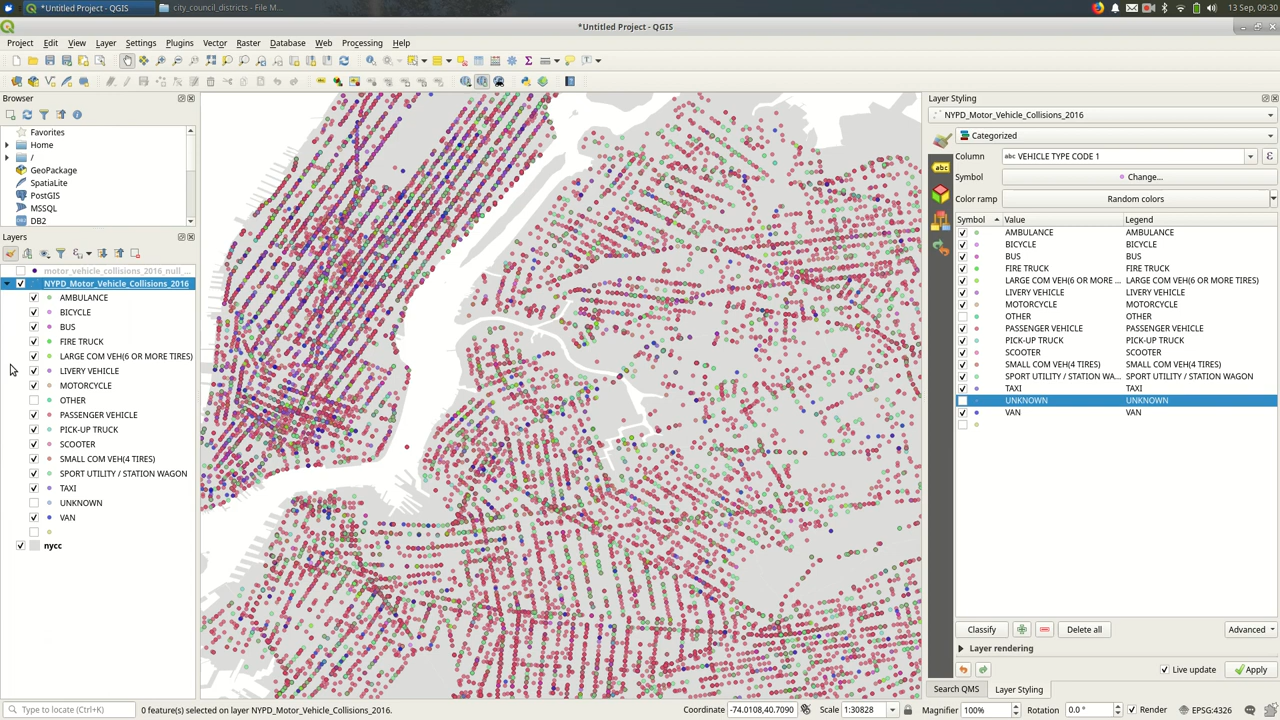 *Untitled Project - QGIS
city_council_districts - File M...
13 Sep, 09:30
*Untitled Project - QGIS
Project Edit View Layer Settings Plugins Vector Raster Database Web Processing Help
Browser
Favorites
Home
/
GeoPackage
SpatiaLite
PostGIS
MSSQL
DB2
Layers
motor_vehicle_collisions_2016_null_...
NYPD_Motor_Vehicle_Collisions_2016
AMBULANCE
BICYCLE
BUS
FIRE TRUCK
LARGE COM VEH(6 OR MORE TIRES)
LIVERY VEHICLE
MOTORCYCLE
OTHER
PASSENGER VEHICLE
PICK-UP TRUCK
SCOOTER
SMALL COM VEH(4 TIRES)
SPORT UTILITY / STATION WAGON
TAXI
UNKNOWN
VAN
nycc
Layer Styling
NYPD_Motor_Vehicle_Collisions_2016
Categorized
Column abc VEHICLE TYPE CODE 1 ε
Symbol Change...
Color ramp Random colors
Symbol Value Legend
AMBULANCE AMBULANCE
BICYCLE BICYCLE
BUS BUS
FIRE TRUCK FIRE TRUCK
LARGE COM VEH(6 OR MORE ... LARGE COM VEH(6 OR MORE TIRES)
LIVERY VEHICLE LIVERY VEHICLE
MOTORCYCLE MOTORCYCLE
OTHER OTHER
PASSENGER VEHICLE PASSENGER VEHICLE
PICK-UP TRUCK PICK-UP TRUCK
SCOOTER SCOOTER
SMALL COM VEH(4 TIRES) SMALL COM VEH(4 TIRES)
SPORT UTILITY / STATION WA... SPORT UTILITY / STATION WAGON
TAXI TAXI
UNKNOWN UNKNOWN
VAN VAN
Classify Delete all Advanced
Layer rendering
Live update Apply
Search QMS Layer Styling
Type to locate (Ctrl+K) 0 feature(s) selected on layer NYPD_Motor_Vehicle_Collisions_2016. Coordinate -74.0108,40.7090 Scale 1:30828 Magnifier 100% Rotation 0.0 ° Render EPSG:4326